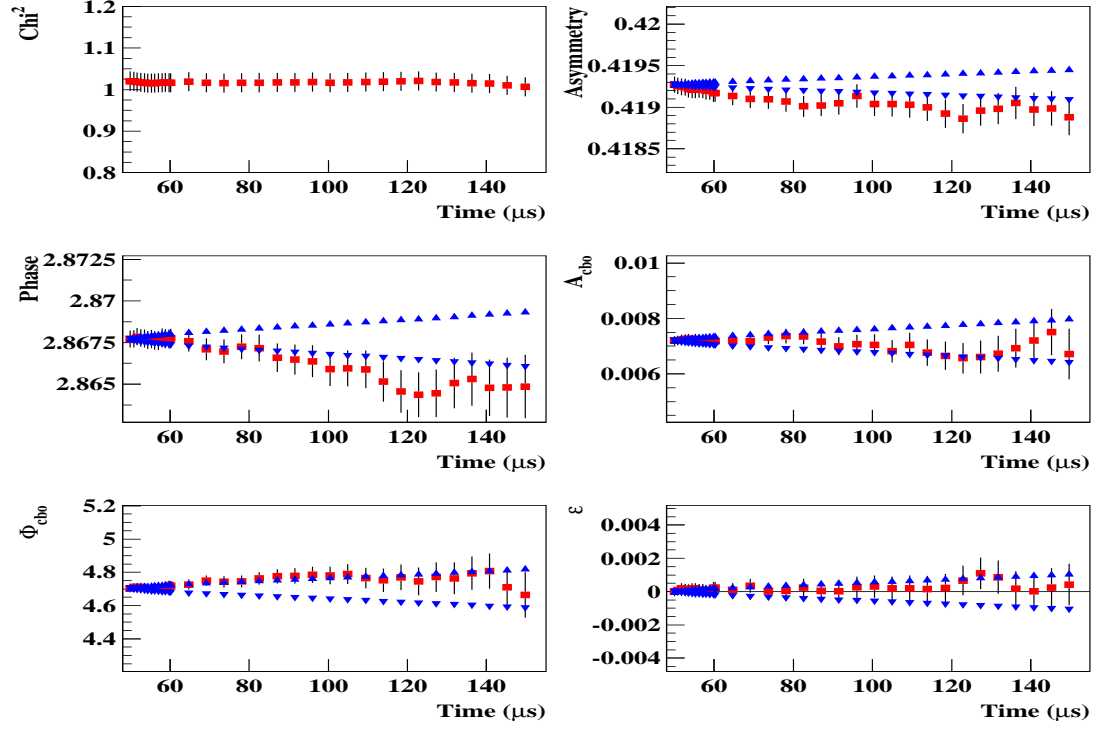 Chi²
1.2
1.1
1
0.9
0.8
60 80 100 120 140
Time (μs)
Asymmetry
0.42
0.4195
0.419
0.4185
60 80 100 120 140
Time (μs)
Phase
2.8725
2.87
2.8675
2.865
60 80 100 120 140
Time (μs)
A_cbo
0.01
0.008
0.006
60 80 100 120 140
Time (μs)
Φ_cbo
5.2
5
4.8
4.6
4.4
60 80 100 120 140
Time (μs)
ε
0.004
0.002
0
-0.002
-0.004
60 80 100 120 140
Time (μs)